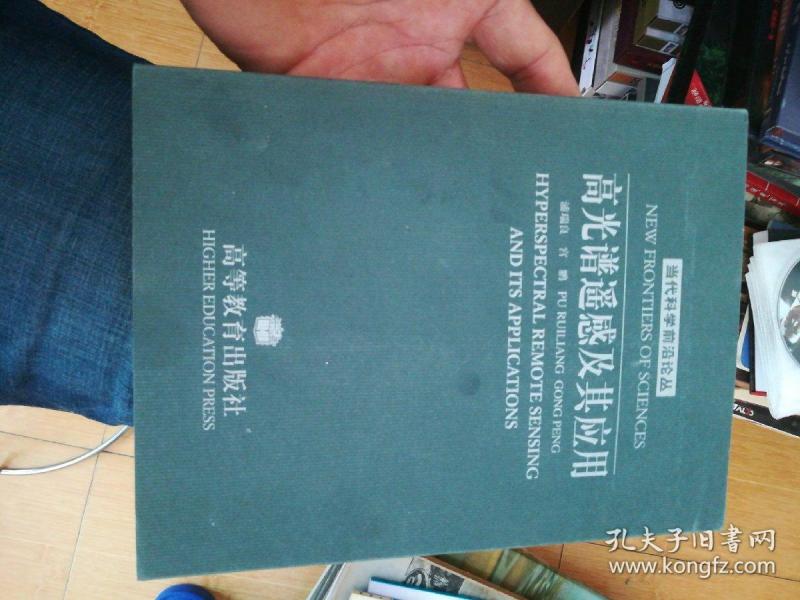 当代科学前沿论丛
NEW FRONTIERS OF SCIENCES
高光谱遥感及其应用
浦瑞良 宫鹏 PU RUILIANG GONG PENG
HYPERSPECTRAL REMOTE SENSING
AND ITS APPLICATIONS
高等教育出版社
HIGHER EDUCATION PRESS
孔夫子旧书网
www.kongfz.com